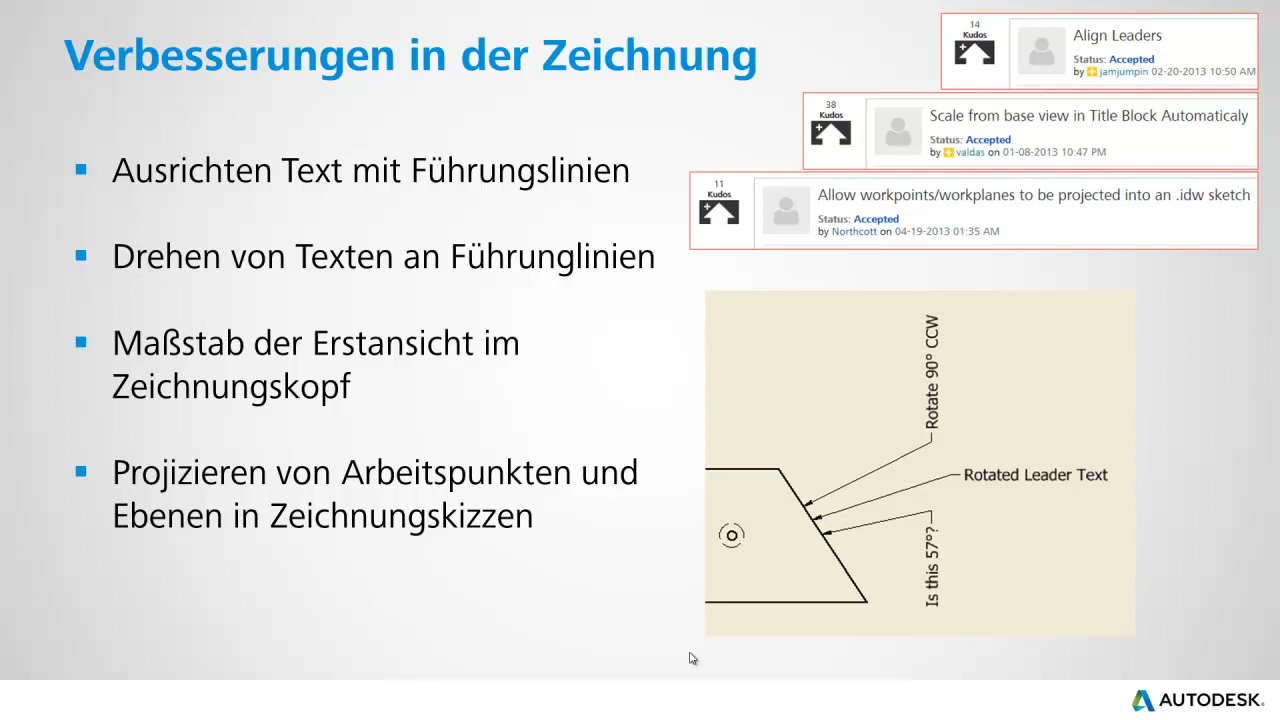 Verbesserungen in der Zeichnung
Ausrichten Text mit Führungslinien
Drehen von Texten an Führunglinien
Maßstab der Erstansicht im
Zeichnungskopf
Projizieren von Arbeitspunkten und
Ebenen in Zeichnungskizzen
14
Kudos
Align Leaders
Status: Accepted
by jamjumpin 02-20-2013 10:50 AM
38
Kudos
Scale from base view in Title Block Automaticaly
Status: Accepted
by valdas on 01-08-2013 10:47 PM
11
Kudos
Allow workpoints/workplanes to be projected into an .idw sketch
Status: Accepted
by Northcott on 04-19-2013 01:35 AM
Rotate 90° CCW
Rotated Leader Text
Is this 57°?
AUTODESK.